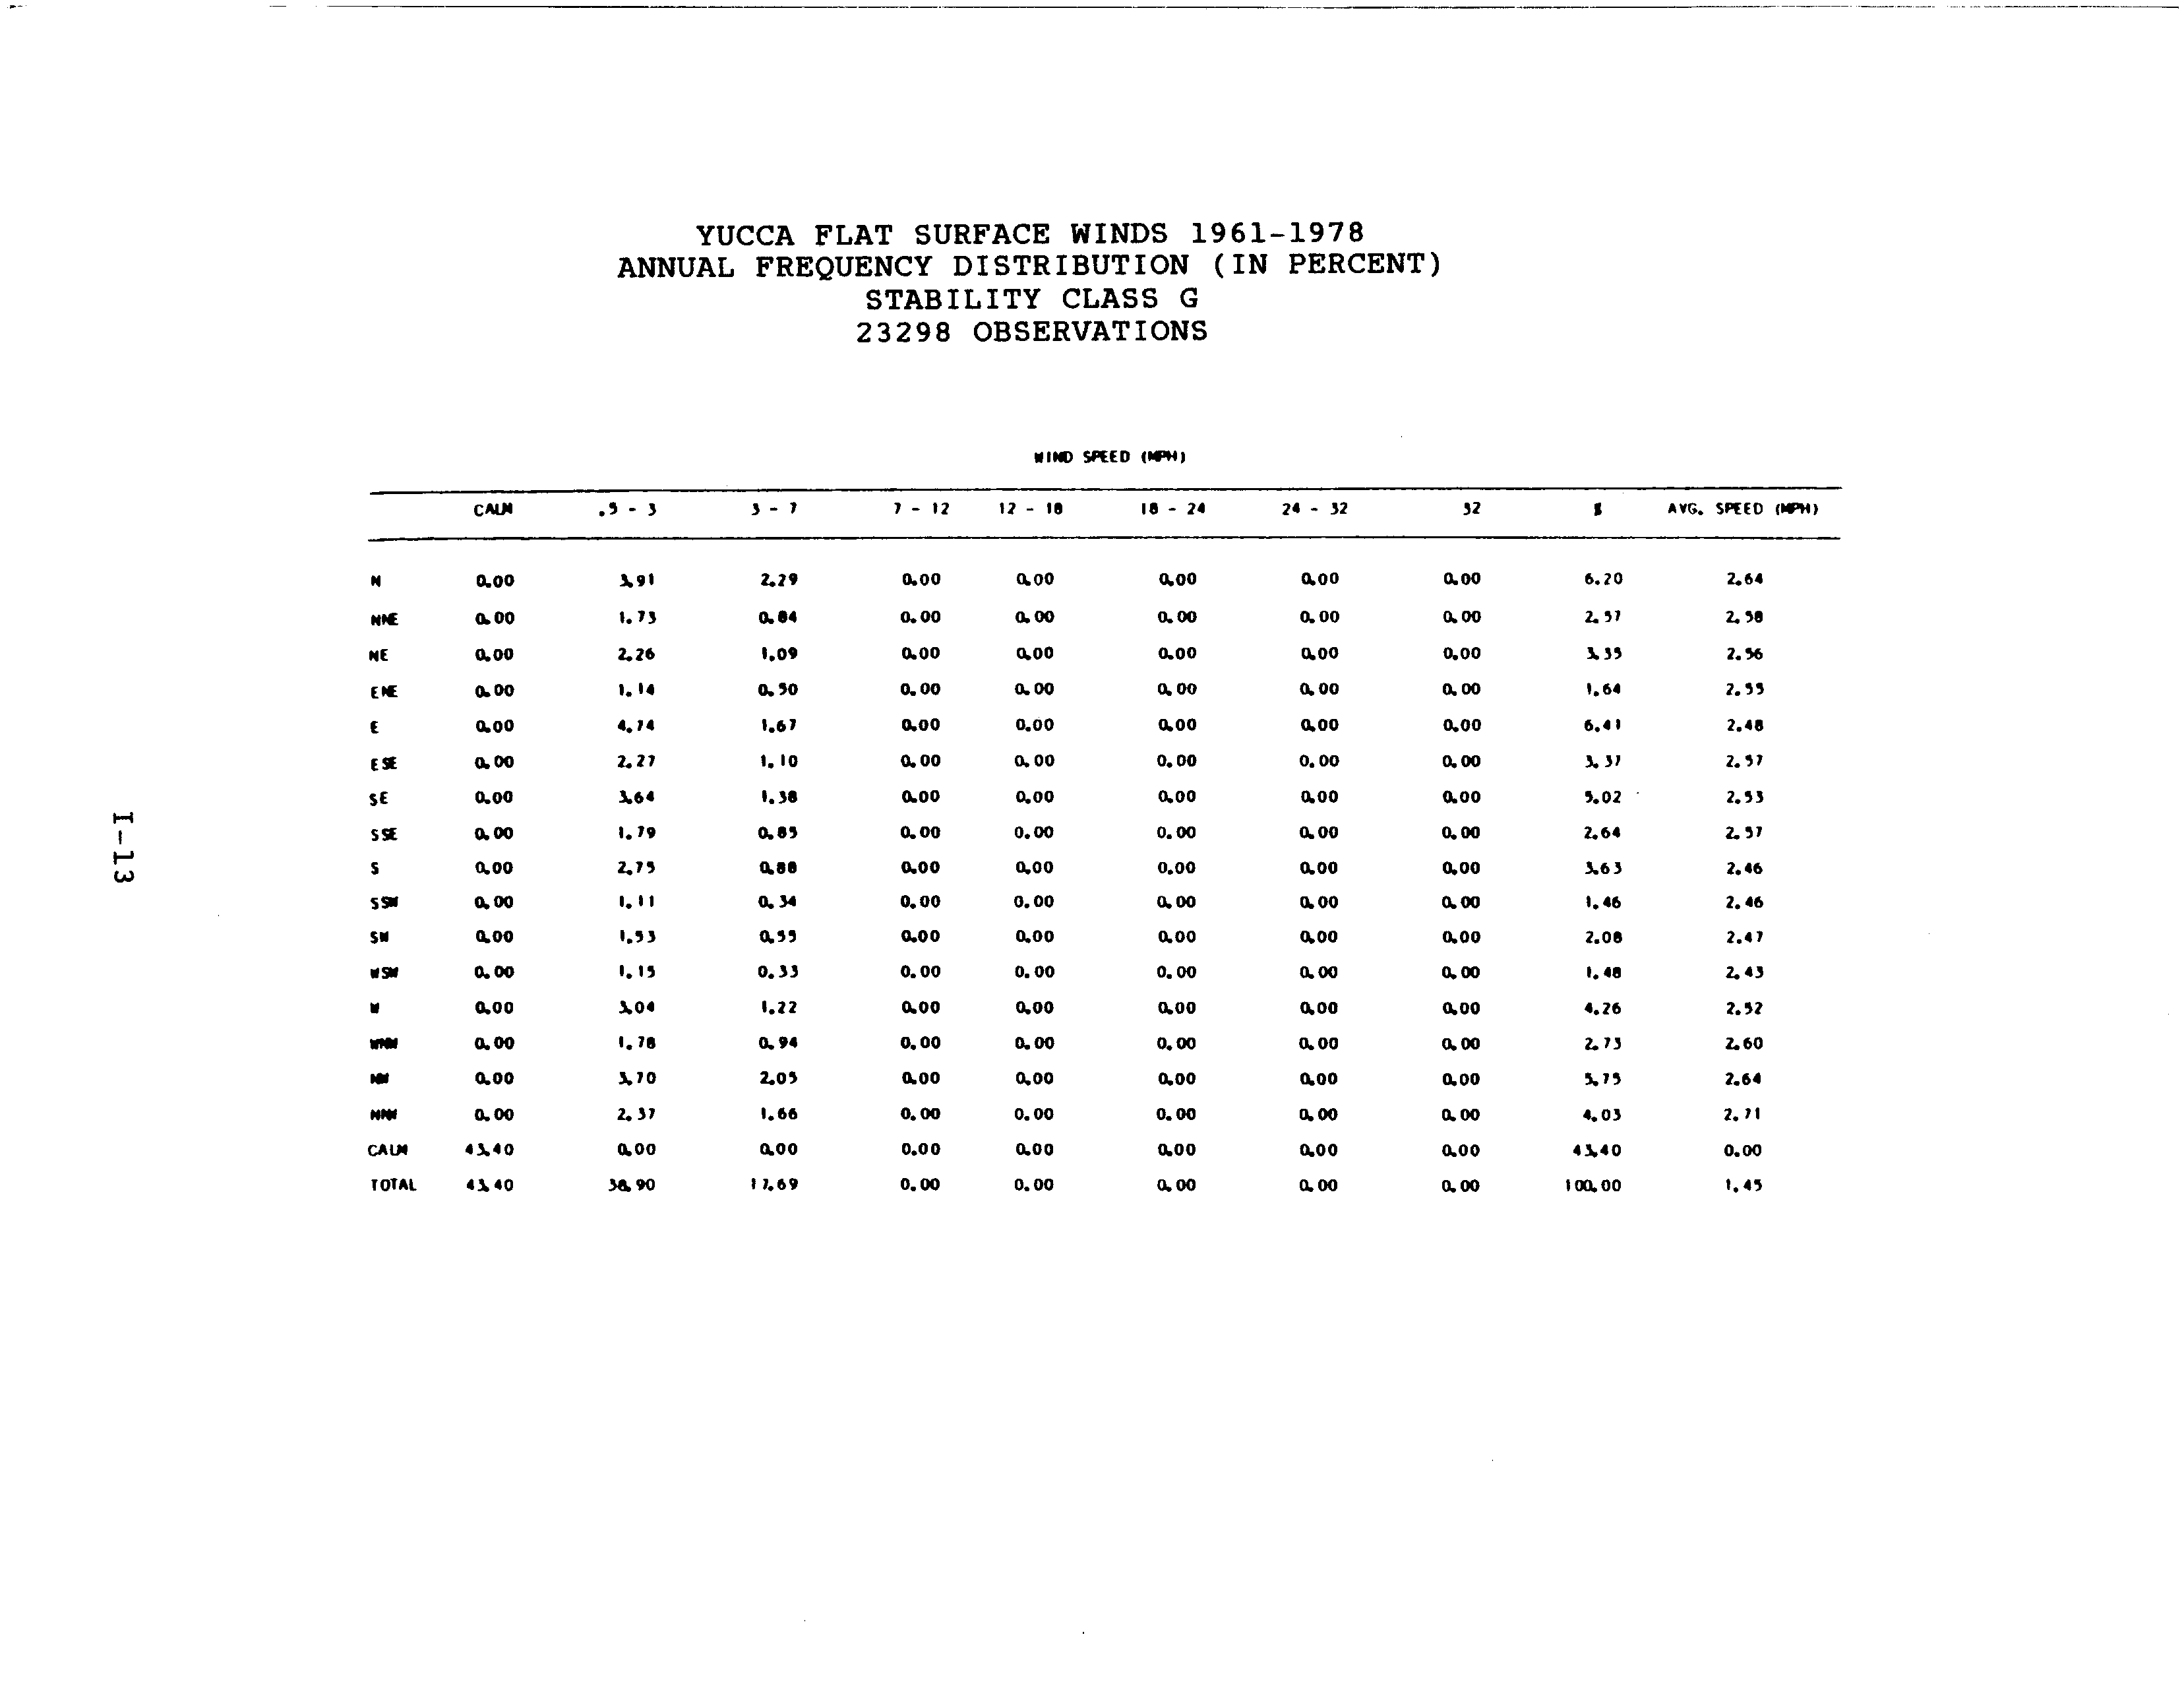 YUCCA FLAT SURFACE WINDS 1961-1978
ANNUAL FREQUENCY DISTRIBUTION (IN PERCENT)
STABILITY CLASS G
23298 OBSERVATIONS
WIND SPEED (MPH)
CALM .5 - 3 3 - 7 7 - 12 12 - 18 18 - 24 24 - 32 32 % AVG. SPEED (MPH)
N 0.00 3.91 2.29 0.00 0.00 0.00 0.00 0.00 6.20 2.64
NNE 0.00 1.73 0.84 0.00 0.00 0.00 0.00 0.00 2.57 2.58
NE 0.00 2.26 1.09 0.00 0.00 0.00 0.00 0.00 3.35 2.56
ENE 0.00 1.14 0.50 0.00 0.00 0.00 0.00 0.00 1.64 2.55
E 0.00 4.74 1.67 0.00 0.00 0.00 0.00 0.00 6.41 2.48
ESE 0.00 2.27 1.10 0.00 0.00 0.00 0.00 0.00 3.37 2.57
SE 0.00 3.64 1.38 0.00 0.00 0.00 0.00 0.00 5.02 2.53
SSE 0.00 1.79 0.85 0.00 0.00 0.00 0.00 0.00 2.64 2.57
S 0.00 2.75 0.88 0.00 0.00 0.00 0.00 0.00 3.63 2.46
SSW 0.00 1.11 0.34 0.00 0.00 0.00 0.00 0.00 1.46 2.46
SW 0.00 1.53 0.55 0.00 0.00 0.00 0.00 0.00 2.08 2.47
WSW 0.00 1.15 0.33 0.00 0.00 0.00 0.00 0.00 1.48 2.43
W 0.00 3.04 1.22 0.00 0.00 0.00 0.00 0.00 4.26 2.52
WNW 0.00 1.78 0.94 0.00 0.00 0.00 0.00 0.00 2.73 2.60
NW 0.00 3.70 2.05 0.00 0.00 0.00 0.00 0.00 5.75 2.64
NNW 0.00 2.37 1.66 0.00 0.00 0.00 0.00 0.00 4.03 2.71
CALM 43.40 0.00 0.00 0.00 0.00 0.00 0.00 0.00 43.40 0.00
TOTAL 43.40 38.90 17.69 0.00 0.00 0.00 0.00 0.00 100.00 1.45
I-13